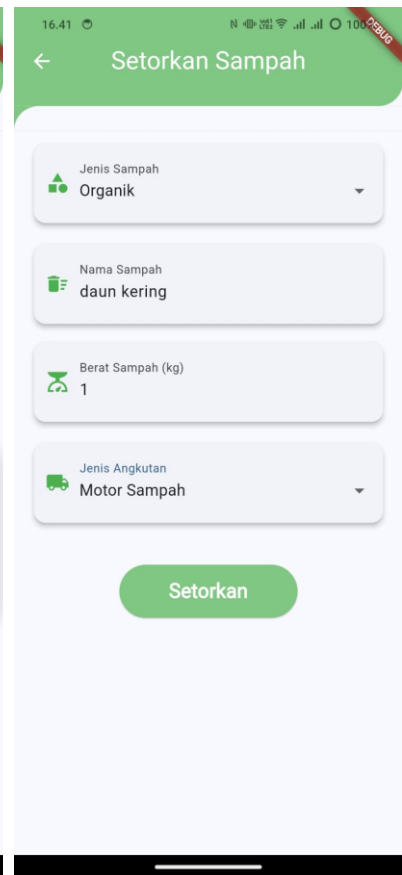 16.41
Setorkan Sampah
DEBUG
Jenis Sampah
Organik
Nama Sampah
daun kering
Berat Sampah (kg)
1
Jenis Angkutan
Motor Sampah
Setorkan